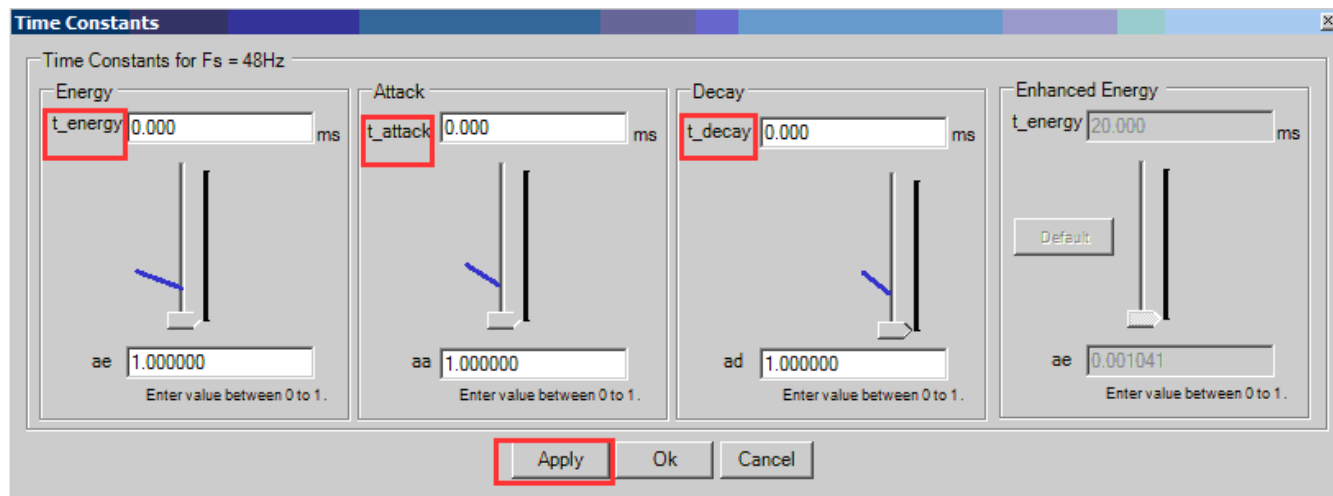 Time Constants
Time Constants for Fs = 48Hz
Energy
t_energy 0.000 ms
ae 1.000000
Enter value between 0 to 1.
Attack
t_attack 0.000 ms
aa 1.000000
Enter value between 0 to 1.
Decay
t_decay 0.000 ms
ad 1.000000
Enter value between 0 to 1.
Enhanced Energy
t_energy 20.000 ms
Default
ae 0.001041
Enter value between 0 to 1.
Apply Ok Cancel